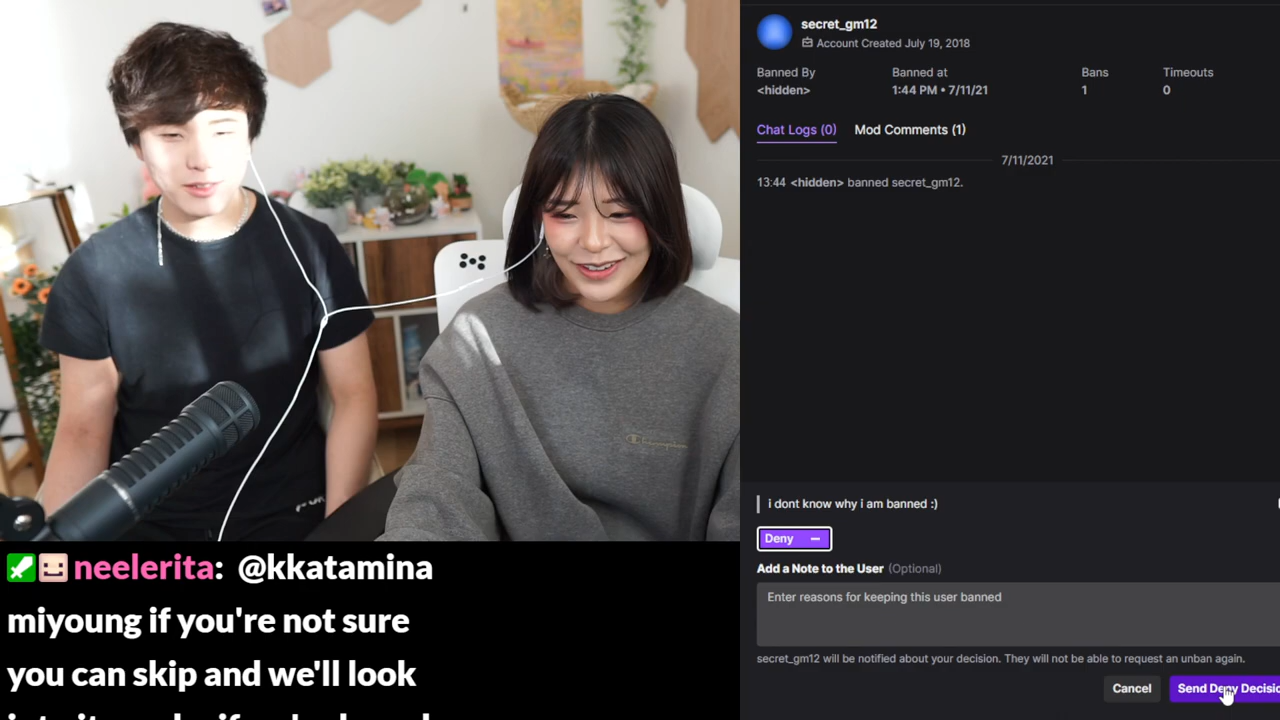 secret_gm12
Account Created July 19, 2018
Banned By
<hidden>
Banned at
1:44 PM • 7/11/21
Bans
1
Timeouts
0
Chat Logs (0)
Mod Comments (1)
7/11/2021
13:44 <hidden> banned secret_gm12.
i dont know why i am banned :)
Deny
Add a Note to the User (Optional)
Enter reasons for keeping this user banned
secret_gm12 will be notified about your decision. They will not be able to request an unban again.
Cancel
Send Deny Decisio
Champion
neelerita: @kkatamina
miyoung if you're not sure
you can skip and we'll look